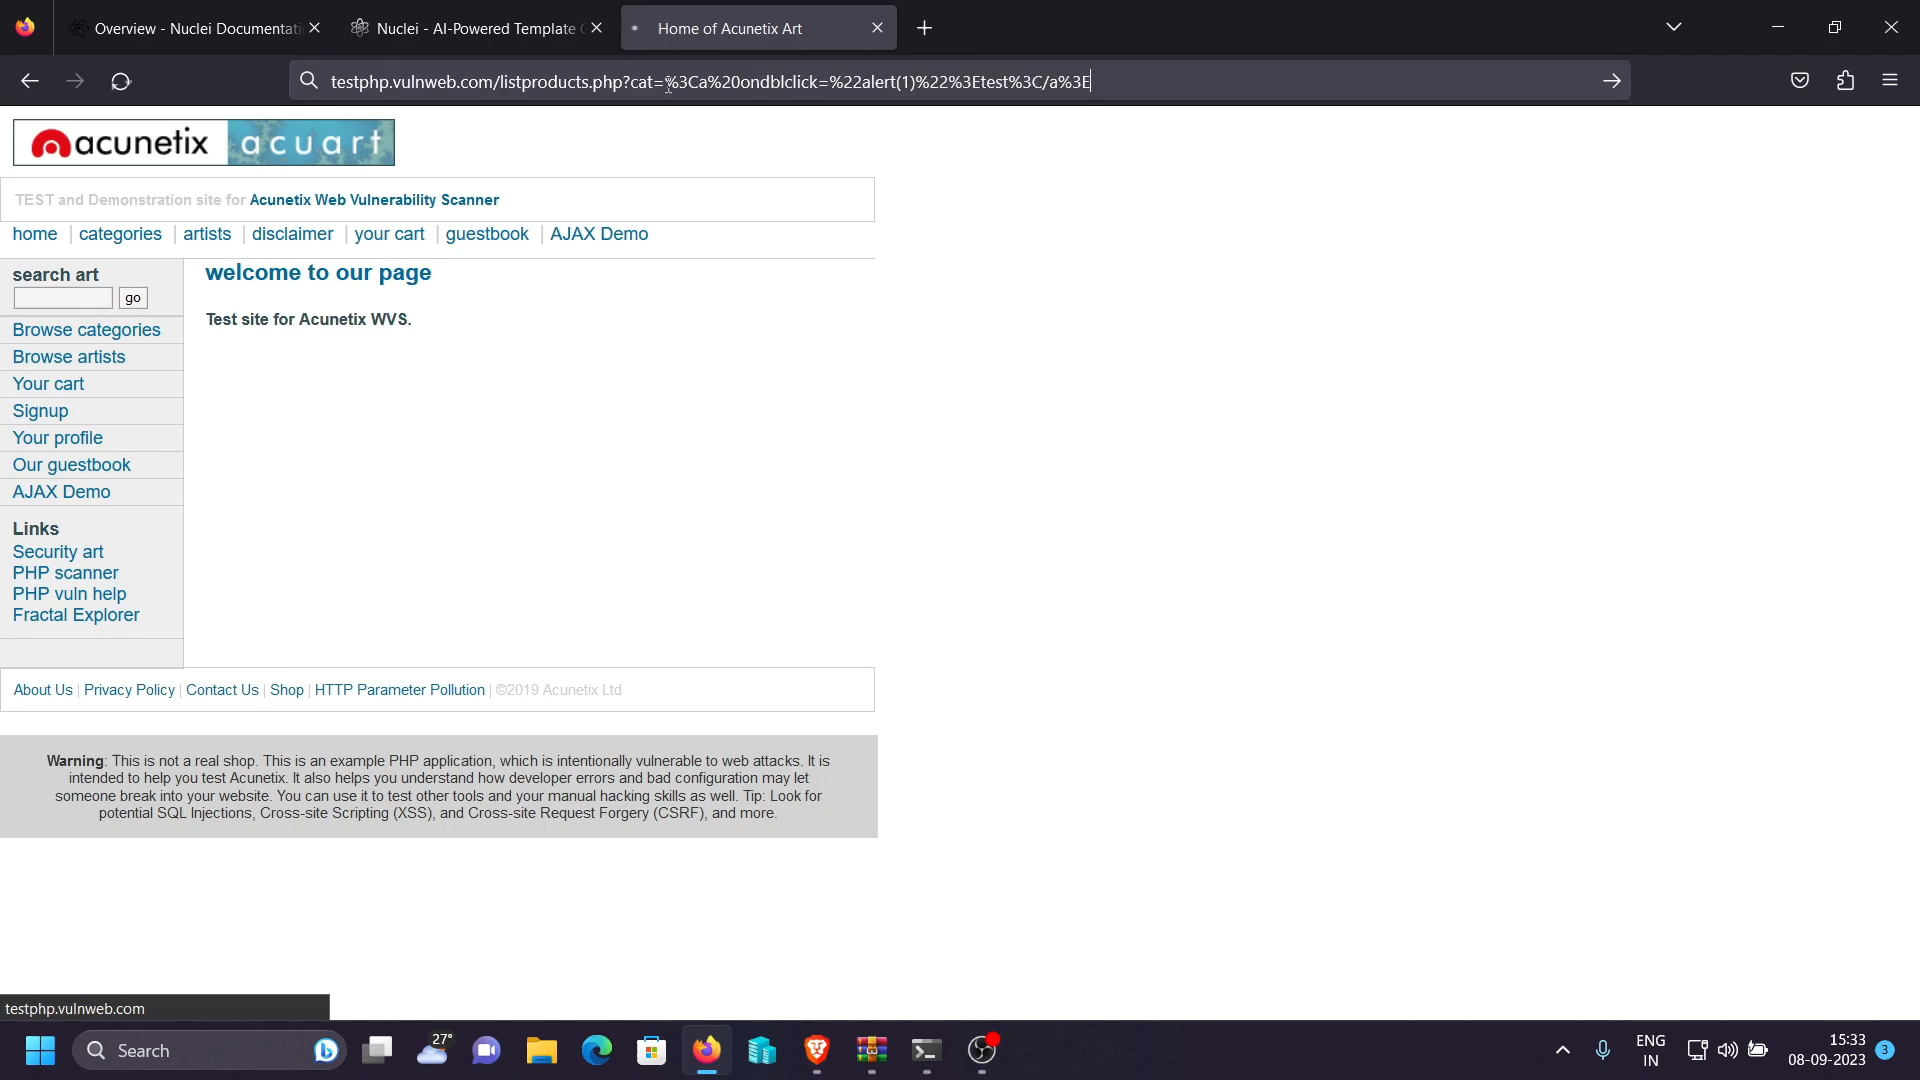 Overview - Nuclei Documentati
Nuclei - AI-Powered Template
Home of Acunetix Art
testphp.vulnweb.com/listproducts.php?cat=%3Ca%20ondblclick=%22alert(1)%22%3Etest%3C/a%3E
acunetix acuart
TEST and Demonstration site for Acunetix Web Vulnerability Scanner
home | categories | artists | disclaimer | your cart | guestbook | AJAX Demo
search art
go
Browse categories
Browse artists
Your cart
Signup
Your profile
Our guestbook
AJAX Demo
Links
Security art
PHP scanner
PHP vuln help
Fractal Explorer
welcome to our page
Test site for Acunetix WVS.
About Us | Privacy Policy | Contact Us | Shop | HTTP Parameter Pollution | ©2019 Acunetix Ltd
Warning: This is not a real shop. This is an example PHP application, which is intentionally vulnerable to web attacks. It is
intended to help you test Acunetix. It also helps you understand how developer errors and bad configuration may let
someone break into your website. You can use it to test other tools and your manual hacking skills as well. Tip: Look for
potential SQL Injections, Cross-site Scripting (XSS), and Cross-site Request Forgery (CSRF), and more.
testphp.vulnweb.com
Search
27°
ENG
IN
15:33
08-09-2023
3